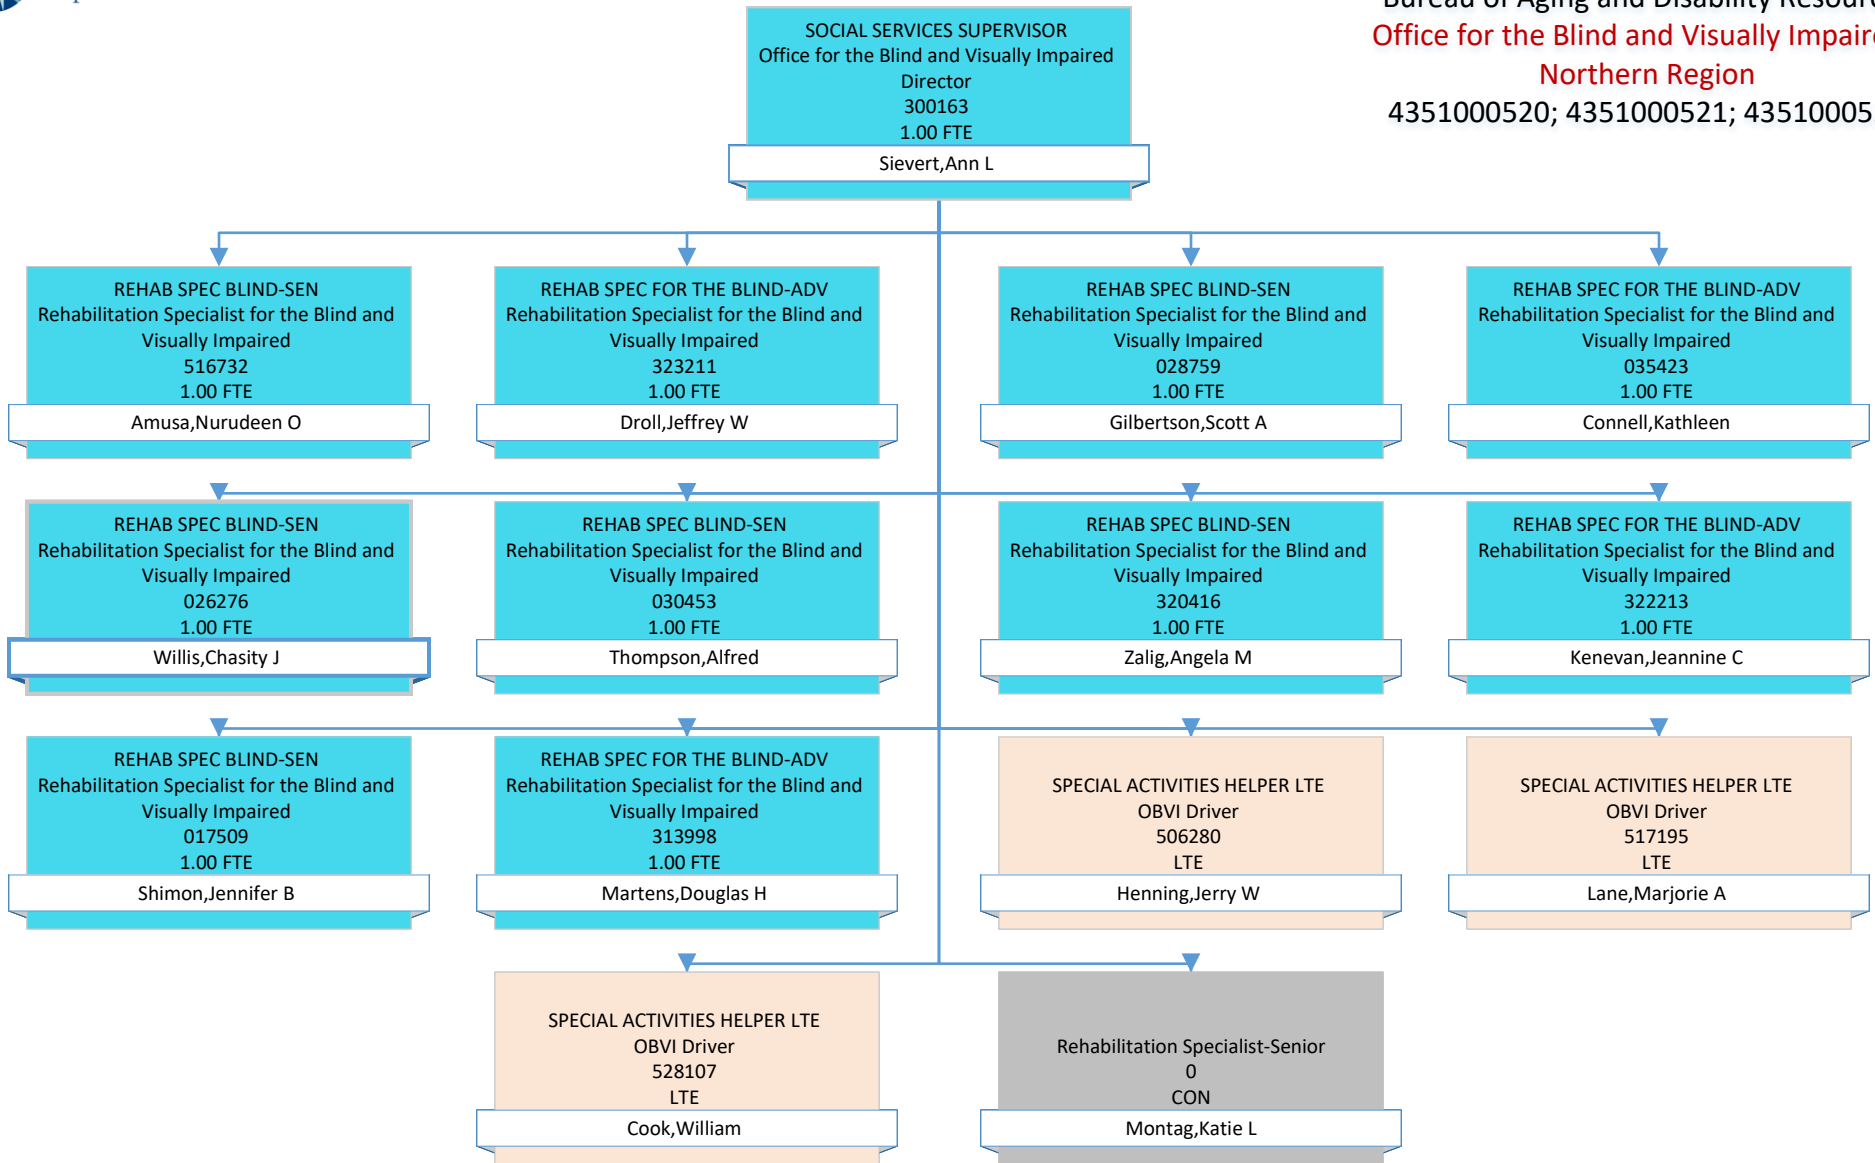 Bureau of Aging and Disability
Office for the Blind and Visually
Northern Region
4351000520; 4351000521;
SOCIAL SERVICES SUPERVISOR
Office for the Blind and Visually Impaired
Director
300163
1.00 FTE
Sievert,Ann L
REHAB SPEC BLIND-SEN
Rehabilitation Specialist for the Blind and
Visually Impaired
516732
1.00 FTE
Amusa,Nurudeen O
REHAB SPEC FOR THE BLIND-ADV
Rehabilitation Specialist for the Blind and
Visually Impaired
323211
1.00 FTE
Droll,Jeffrey W
REHAB SPEC BLIND-SEN
Rehabilitation Specialist for the Blind and
Visually Impaired
028759
1.00 FTE
Gilbertson,Scott A
REHAB SPEC FOR THE BLIND-ADV
Rehabilitation Specialist for the Blind and
Visually Impaired
035423
1.00 FTE
Connell,Kathleen
REHAB SPEC BLIND-SEN
Rehabilitation Specialist for the Blind and
Visually Impaired
026276
1.00 FTE
Willis,Chasity J
REHAB SPEC BLIND-SEN
Rehabilitation Specialist for the Blind and
Visually Impaired
030453
1.00 FTE
Thompson,Alfred
REHAB SPEC BLIND-SEN
Rehabilitation Specialist for the Blind and
Visually Impaired
320416
1.00 FTE
Zalig,Angela M
REHAB SPEC FOR THE BLIND-ADV
Rehabilitation Specialist for the Blind and
Visually Impaired
322213
1.00 FTE
Kenevan,Jeannine C
REHAB SPEC BLIND-SEN
Rehabilitation Specialist for the Blind and
Visually Impaired
017509
1.00 FTE
Shimon,Jennifer B
REHAB SPEC FOR THE BLIND-ADV
Rehabilitation Specialist for the Blind and
Visually Impaired
313998
1.00 FTE
Martens,Douglas H
SPECIAL ACTIVITIES HELPER LTE
OBVI Driver
506280
LTE
Henning,Jerry W
SPECIAL ACTIVITIES HELPER LTE
OBVI Driver
517195
LTE
Lane,Marjorie A
SPECIAL ACTIVITIES HELPER LTE
OBVI Driver
528107
LTE
Cook,William
Rehabilitation Specialist-Senior
0
CON
Montag,Katie L